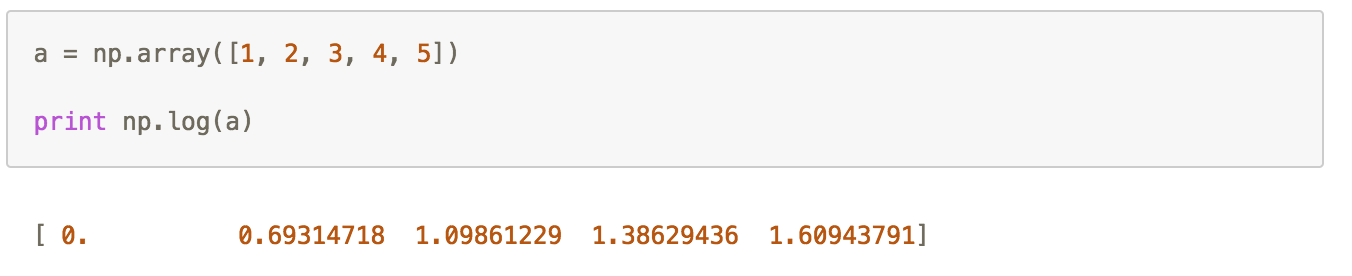 a = np.array([1, 2, 3, 4, 5])
print np.log(a)
[ 0.          0.69314718  1.09861229  1.38629436  1.60943791]